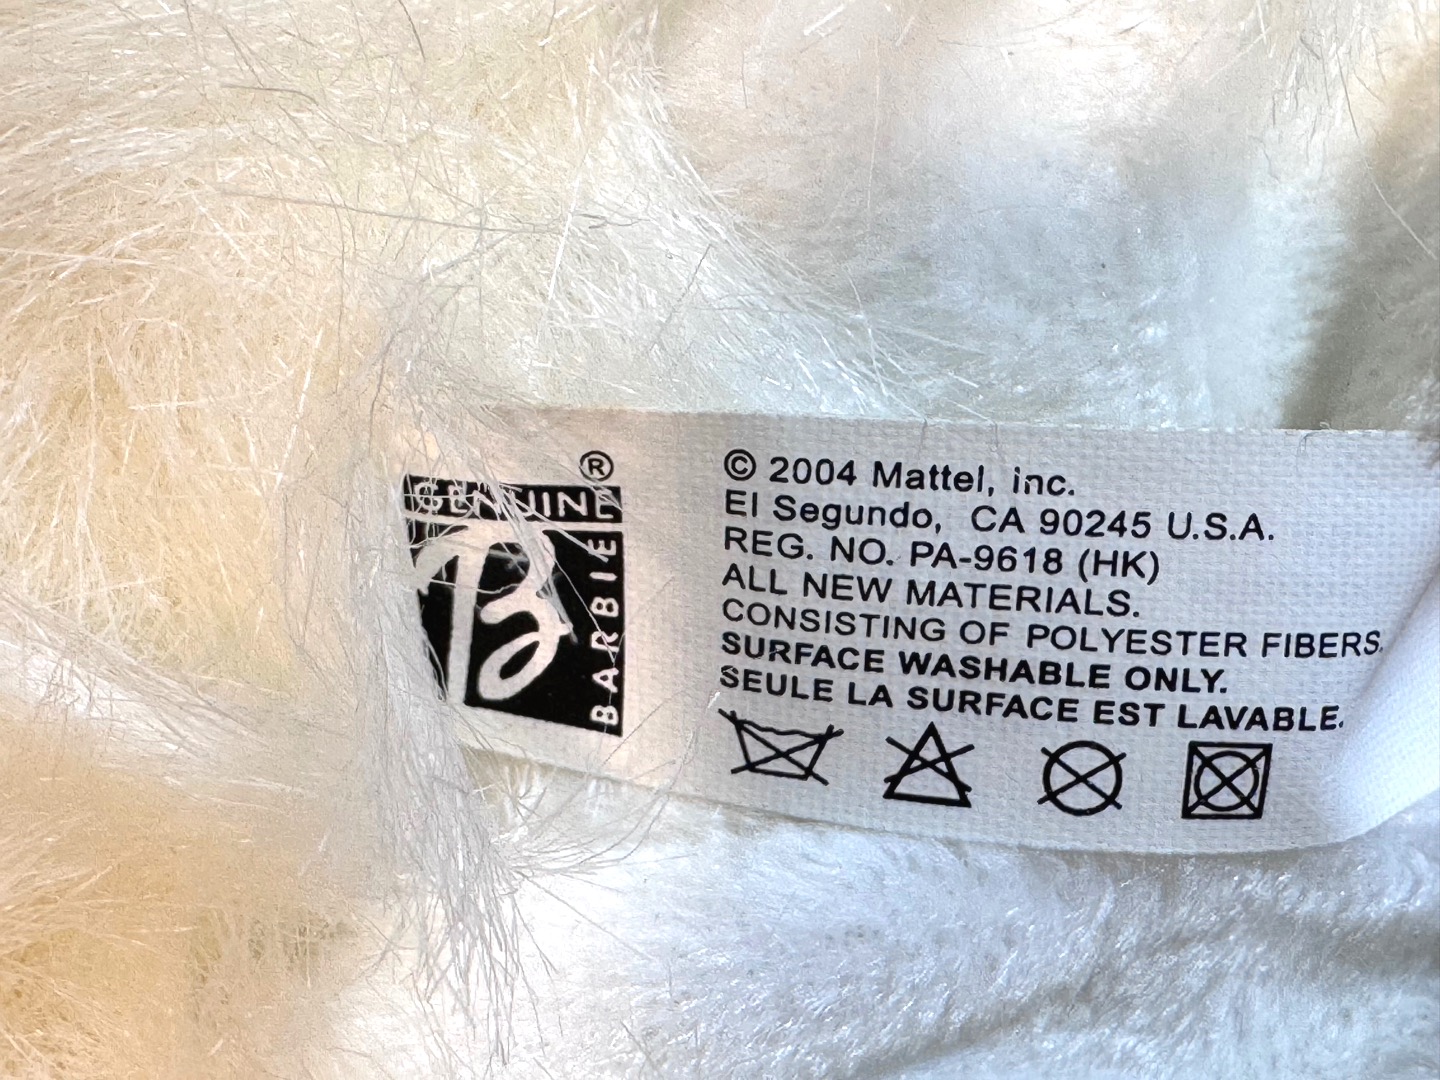 ®
GENUINE
B
BARBIE
© 2004 Mattel, inc.
El Segundo, CA 90245 U.S.A.
REG. NO. PA-9618 (HK)
ALL NEW MATERIALS.
CONSISTING OF POLYESTER FIBERS.
SURFACE WASHABLE ONLY.
SEULE LA SURFACE EST LAVABLE.